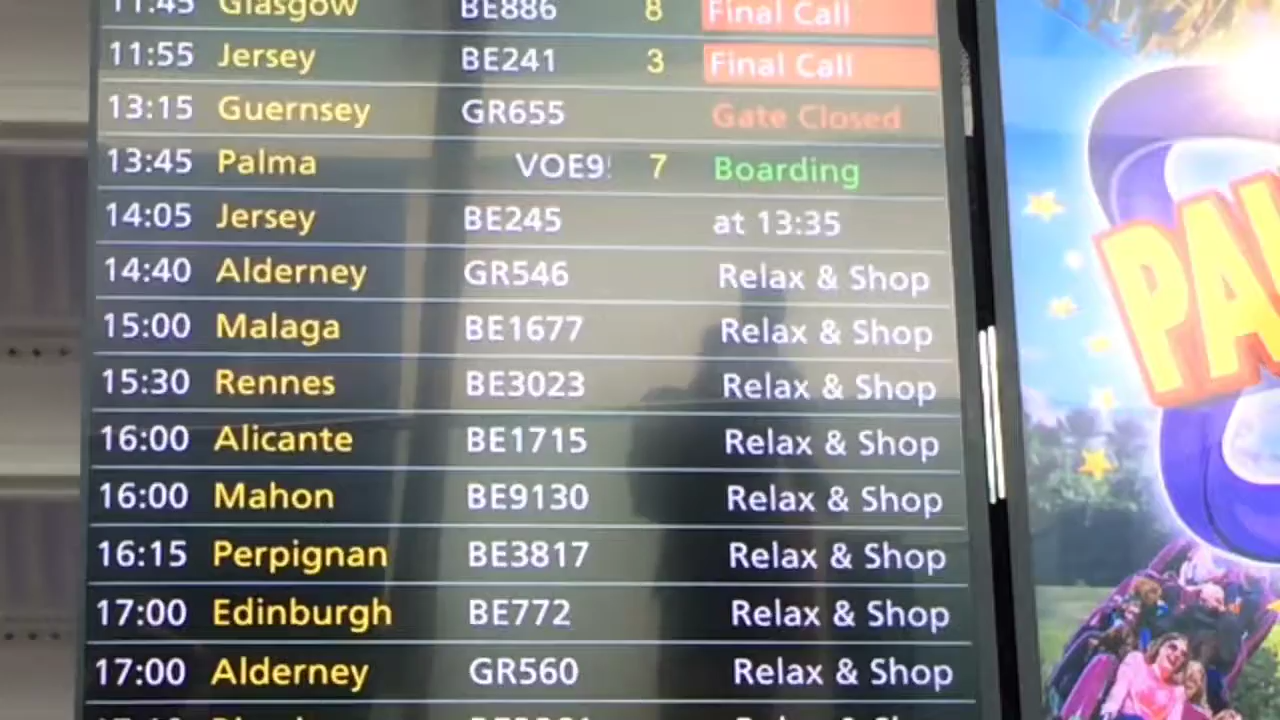 11:45 Glasgow BE886 8 Final Call
11:55 Jersey BE241 3 Final Call
13:15 Guernsey GR655 Gate Closed
13:45 Palma VOE9 7 Boarding
14:05 Jersey BE245 at 13:35
14:40 Alderney GR546 Relax & Shop
15:00 Malaga BE1677 Relax & Shop
15:30 Rennes BE3023 Relax & Shop
16:00 Alicante BE1715 Relax & Shop
16:00 Mahon BE9130 Relax & Shop
16:15 Perpignan BE3817 Relax & Shop
17:00 Edinburgh BE772 Relax & Shop
17:00 Alderney GR560 Relax & Shop
PAU